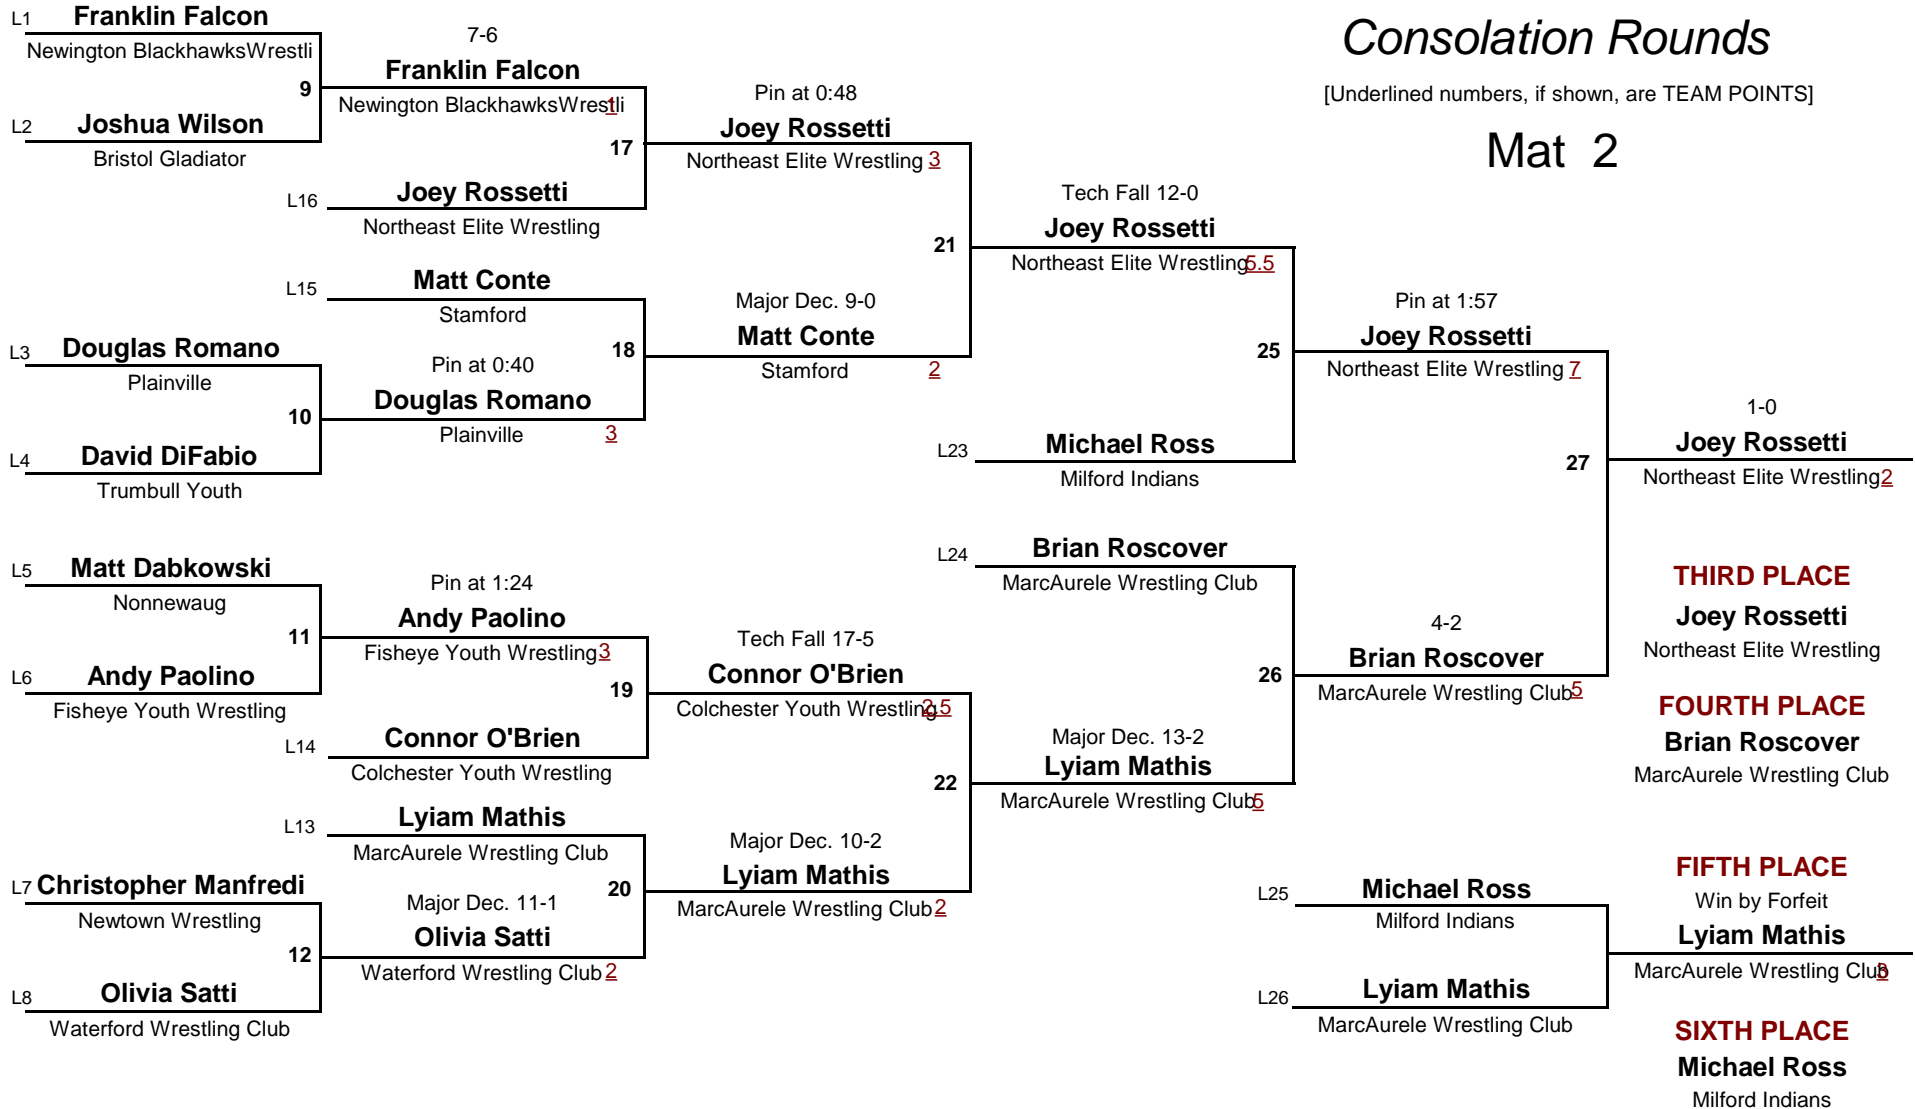 Consolation Rounds
[Underlined numbers, if shown, are TEAM POINTS]
Mat 2
L1 Franklin Falcon
Newington BlackhawksWrestli
9
L2 Joshua Wilson
Bristol Gladiator
L3 Douglas Romano
Plainville
10
L4 David DiFabio
Trumbull Youth
L5 Matt Dabkowski
Nonnewaug
11
L6 Andy Paolino
Fisheye Youth Wrestling
L7 Christopher Manfredi
Newtown Wrestling
12
L8 Olivia Satti
Waterford Wrestling Club
7-6
Franklin Falcon
Newington BlackhawksWrestli 1
17
L16 Joey Rossetti
Northeast Elite Wrestling
L15 Matt Conte
Stamford
18
Pin at 0:40
Douglas Romano
Plainville 3
Pin at 1:24
Andy Paolino
Fisheye Youth Wrestling 3
19
L14 Connor O'Brien
Colchester Youth Wrestling
L13 Lyiam Mathis
MarcAurele Wrestling Club
20
Major Dec. 11-1
Olivia Satti
Waterford Wrestling Club 2
Pin at 0:48
Joey Rossetti
Northeast Elite Wrestling 3
21
Major Dec. 9-0
Matt Conte
Stamford 2
Tech Fall 17-5
Connor O'Brien
Colchester Youth Wrestling 2.5
22
Major Dec. 10-2
Lyiam Mathis
MarcAurele Wrestling Club 2
Tech Fall 12-0
Joey Rossetti
Northeast Elite Wrestling 5.5
25
L23 Michael Ross
Milford Indians
L24 Brian Roscover
MarcAurele Wrestling Club
26
Major Dec. 13-2
Lyiam Mathis
MarcAurele Wrestling Club 5
Pin at 1:57
Joey Rossetti
Northeast Elite Wrestling 7
27
4-2
Brian Roscover
MarcAurele Wrestling Club 5
1-0
Joey Rossetti
Northeast Elite Wrestling 2
THIRD PLACE
Joey Rossetti
Northeast Elite Wrestling
FOURTH PLACE
Brian Roscover
MarcAurele Wrestling Club
L25 Michael Ross
Milford Indians
L26 Lyiam Mathis
MarcAurele Wrestling Club
FIFTH PLACE
Win by Forfeit
Lyiam Mathis
MarcAurele Wrestling Club 3
SIXTH PLACE
Michael Ross
Milford Indians